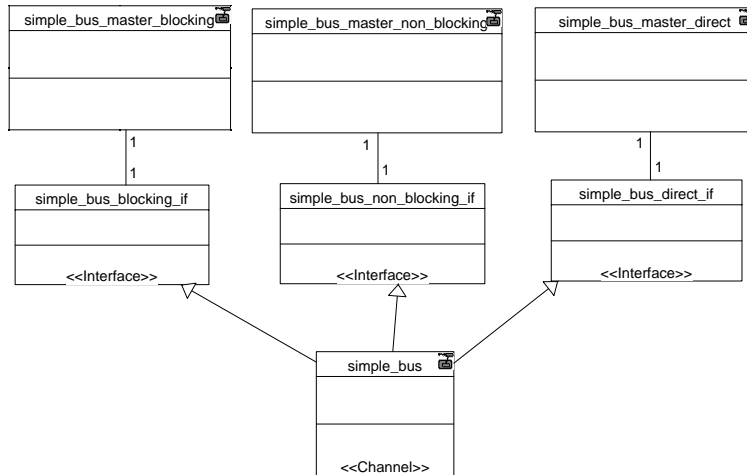 simple_bus_master_blocking
simple_bus_master_non_blocking
simple_bus_master_direct
1
1
1
1
1
1
simple_bus_blocking_if
simple_bus_non_blocking_if
simple_bus_direct_if
<<Interface>>
<<Interface>>
<<Interface>>
simple_bus
<<Channel>>